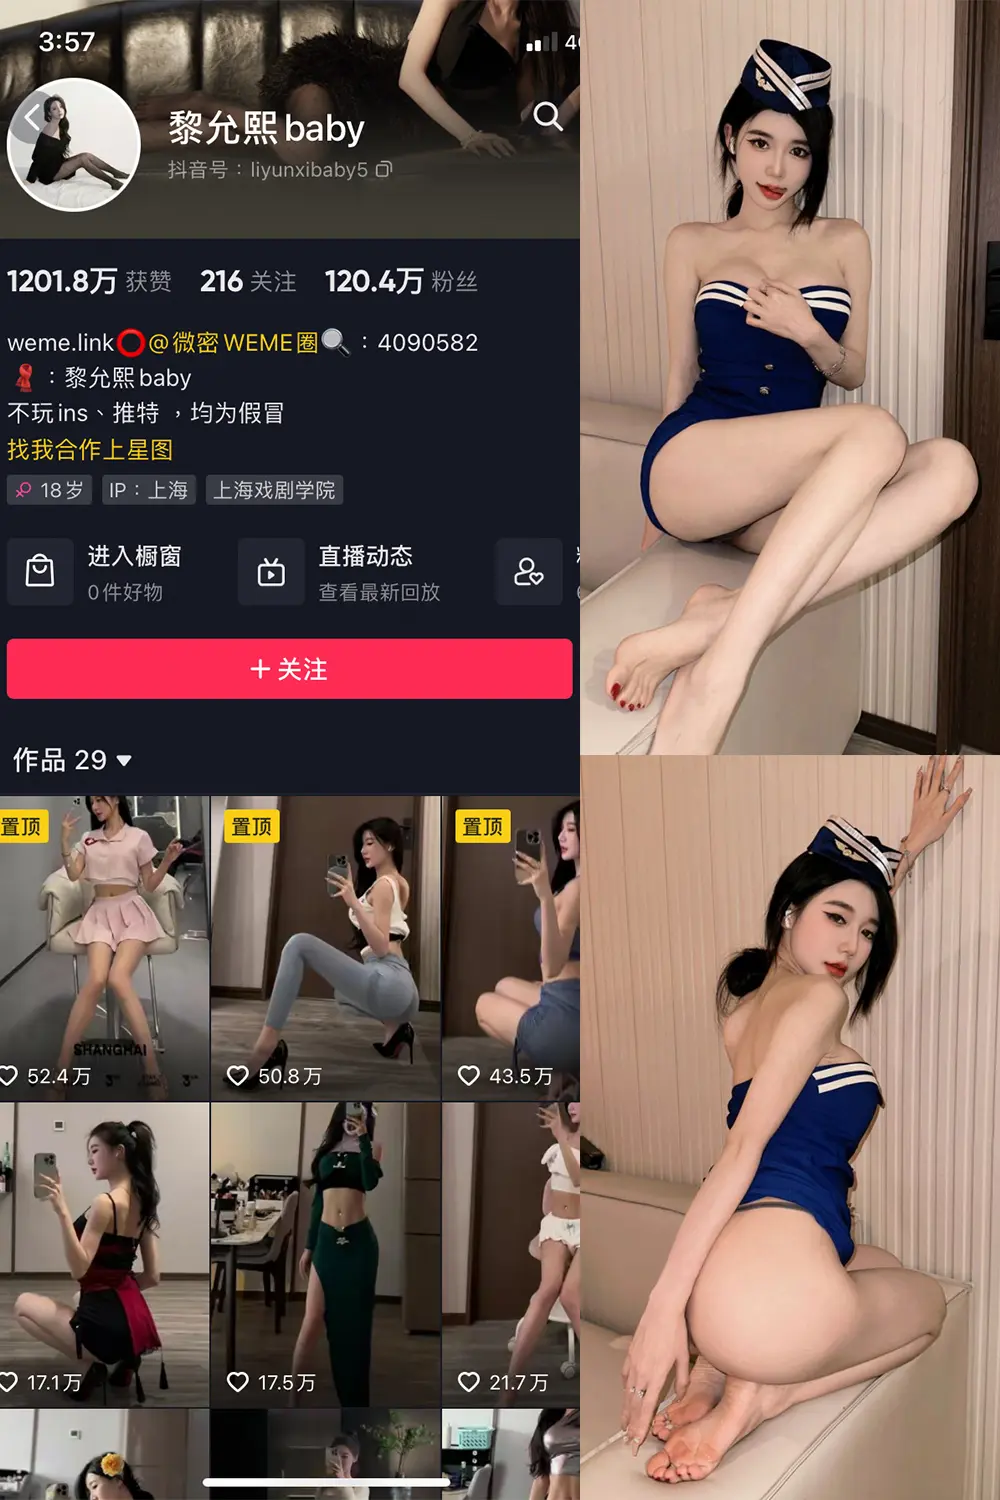 3:57
黎允熙baby
抖音号：liyunxibaby5
1201.8万 获赞 216 关注 120.4万 粉丝
weme.link⭕@微密WEME圈🔍：4090582
🧣：黎允熙baby
不玩ins、推特，均为假冒
找我合作上星图
18岁 IP：上海 上海戏剧学院
进入橱窗 直播动态
0件好物 查看最新回放
＋关注
作品 29
置顶 置顶 置顶
SHANGHAI
52.4万 50.8万 43.5万
17.1万 17.5万 21.7万